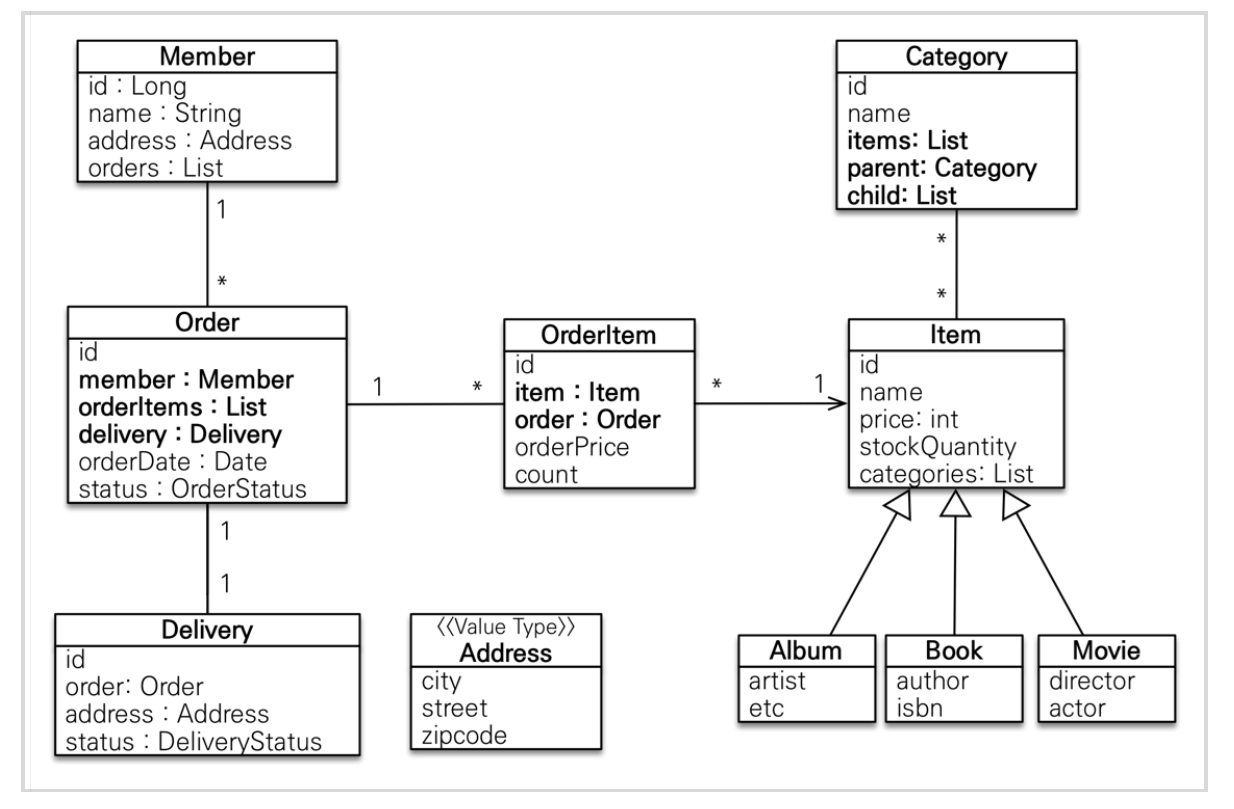 Member
id : Long
name : String
address : Address
orders : List
1
*
Category
id
name
items: List
parent: Category
child: List
*
*
Order
id
member : Member
orderItems : List
delivery : Delivery
orderDate : Date
status : OrderStatus
1
*
OrderItem
id
item : Item
order : Order
orderPrice
count
*
1
Item
id
name
price: int
stockQuantity
categories: List
1
1
Delivery
id
order: Order
address : Address
status : DeliveryStatus
《Value Type》
Address
city
street
zipcode
Album
artist
etc
Book
author
isbn
Movie
director
actor